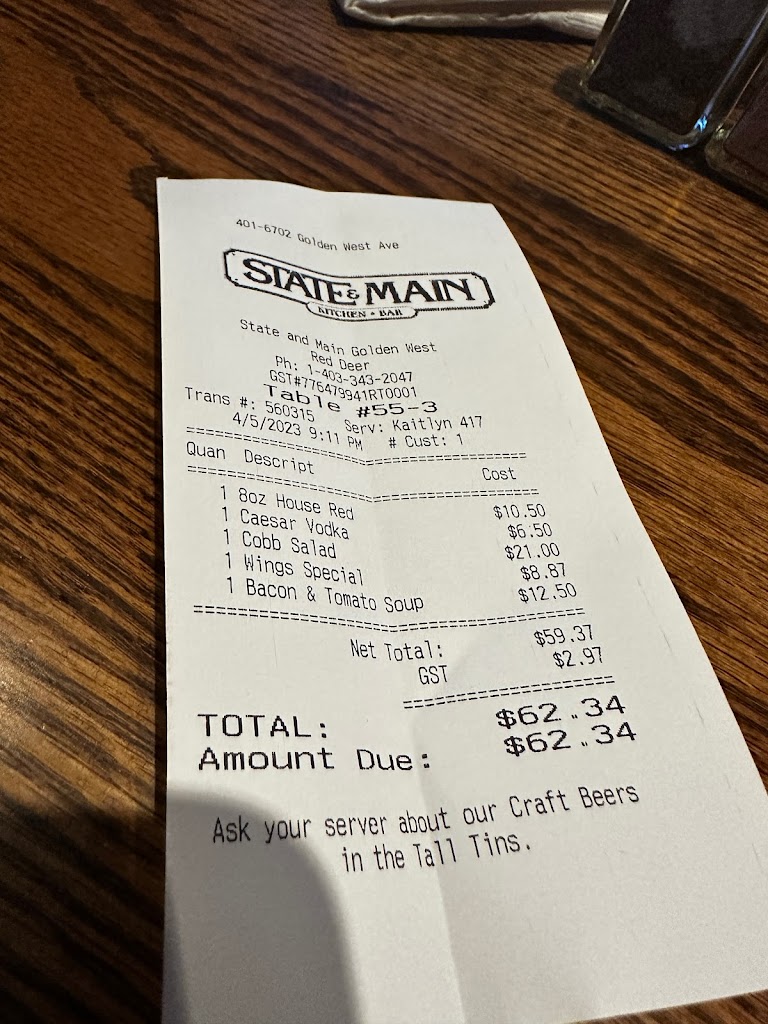 401-6702 Golden West Ave
STATE & MAIN
KITCHEN • BAR
State and Main Golden West
Red Deer
Ph: 1-403-343-2047
GST#776479941RT0001
Table #55-3
Trans #: 560315 Serv: Kaitlyn 417
4/5/2023 9:11 PM # Cust: 1
Quan Descript Cost
1 8oz House Red $10.50
1 Caesar Vodka $6.50
1 Cobb Salad $21.00
1 Wings Special $8.87
1 Bacon & Tomato Soup $12.50
Net Total: $59.37
GST $2.97
TOTAL: $62.34
Amount Due: $62.34
Ask your server about our Craft Beers
in the Tall Tins.